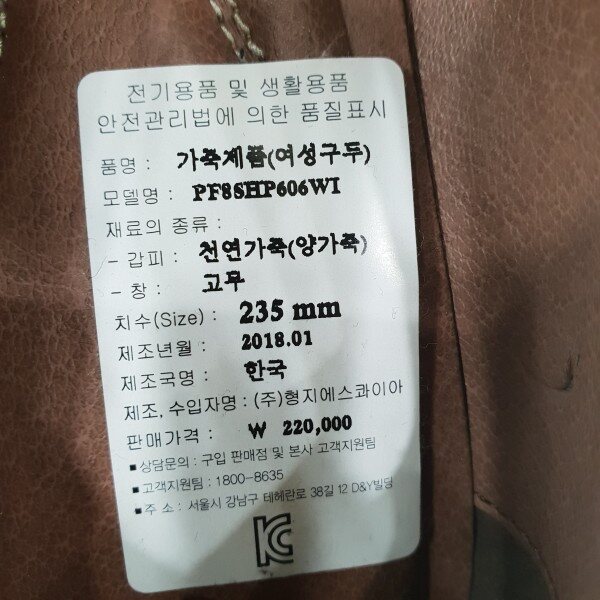 전기용품 및 생활용품
안전관리법에 의한 품질표시
품명 : 가죽제품(여성구두)
모델명 : PF8SHP606WI
재료의 종류 :
- 갑피 : 천연가죽(양가죽)
- 창 : 고무
치수(Size) : 235 mm
제조년월 : 2018.01
제조국명 : 한국
제조, 수입자명 : (주)형지에스콰이아
판매가격 : ₩ 220,000
■ 상담문의 : 구입 판매점 및 본사 고객지원팀
■ 고객지원팀 : 1800-8635
■ 주 소 : 서울시 강남구 테헤란로 38길 12 D&Y빌딩
KC